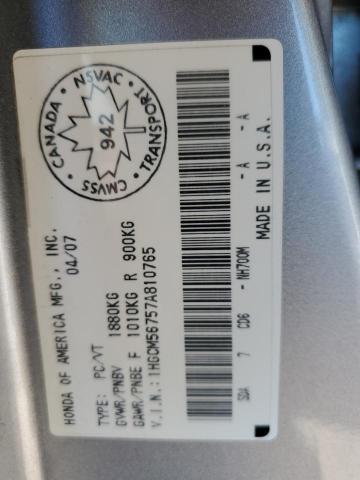 HONDA OF AMERICA MFG., INC.
04/07
TYPE: PC/VT
GVWR/PNBV 1880KG
GAWR/PNBE F 1010KG R 900KG
V.I.N.: 1HGCM56757A810765
CANADA · NSVAC · TRANSPORT · CMVSS ·
942
SDA 7 CD6 - NH700M - A - A
MADE IN U.S.A.